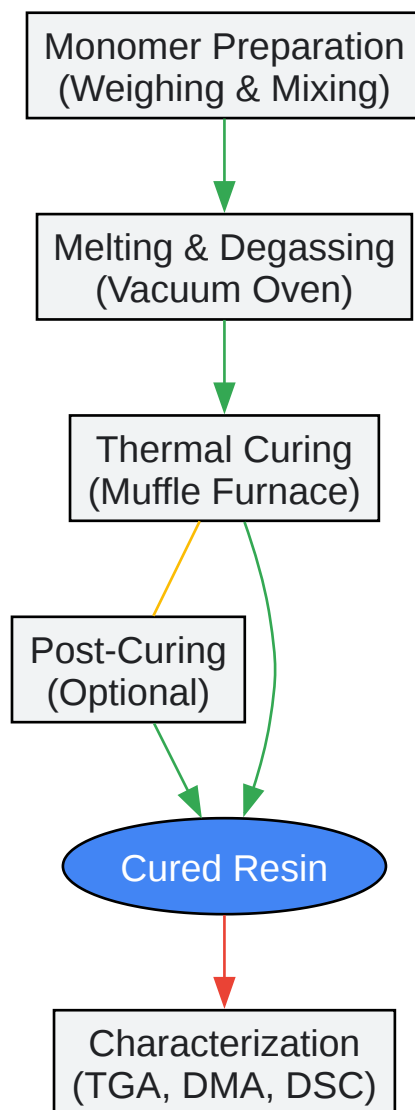 Monomer Preparation
(Weighing & Mixing)
Melting & Degassing
(Vacuum Oven)
Thermal Curing
(Muffle Furnace)
Post-Curing
(Optional)
Cured Resin
Characterization
(TGA, DMA, DSC)